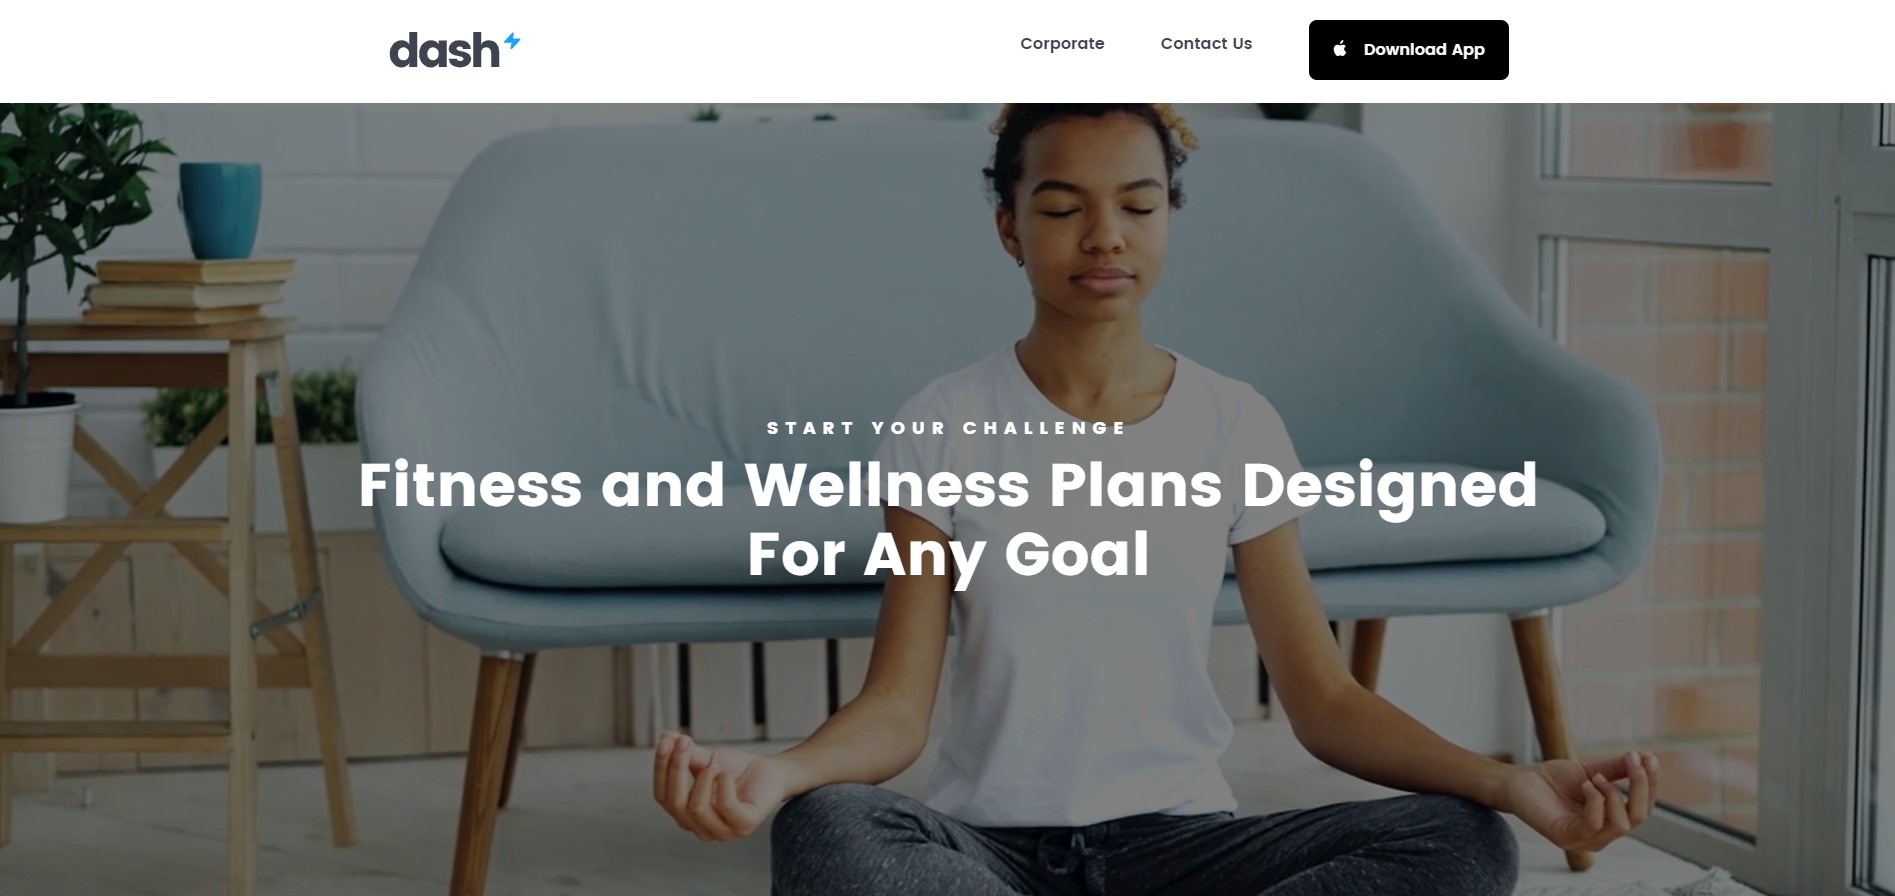 dash
Corporate
Contact Us
Download App
START YOUR CHALLENGE
Fitness and Wellness Plans Designed
For Any Goal